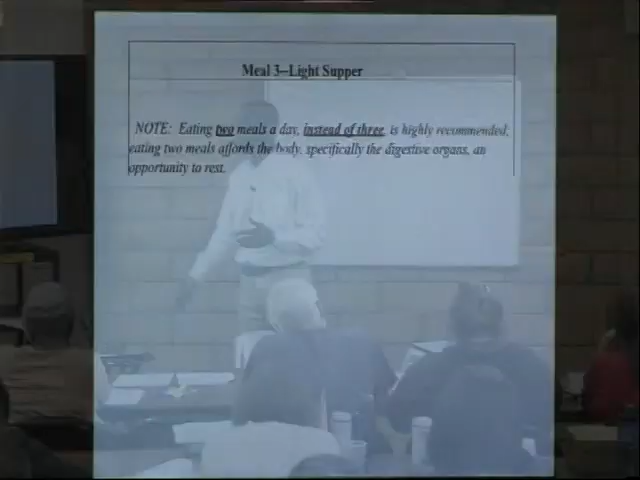 Meal 3–Light Supper
NOTE: Eating two meals a day, instead of three, is highly recommended,
eating two meals affords the body, specifically the digestive organs, an
opportunity to rest.